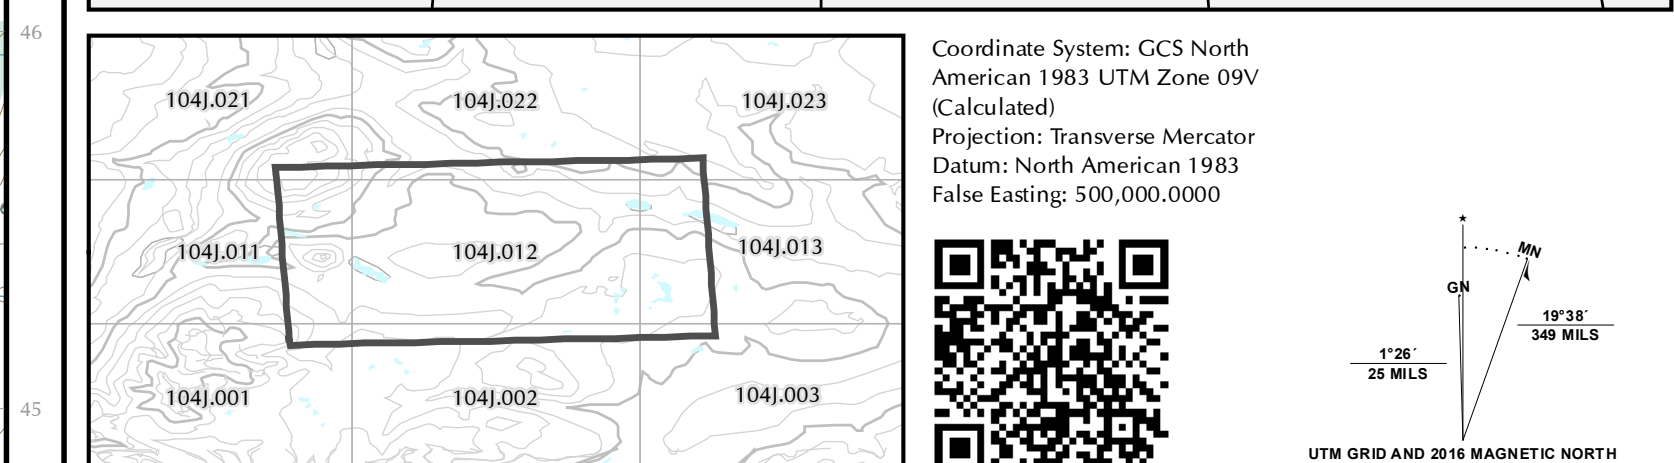 46
104J.021
104J.022
104J.023
104J.011
104J.012
104J.013
45
104J.001
104J.002
104J.003
Coordinate System: GCS North
American 1983 UTM Zone 09V
(Calculated)
Projection: Transverse Mercator
Datum: North American 1983
False Easting: 500,000.0000
MN
GN
19°38´
349 MILS
1°26´
25 MILS
UTM GRID AND 2016 MAGNETIC NORTH